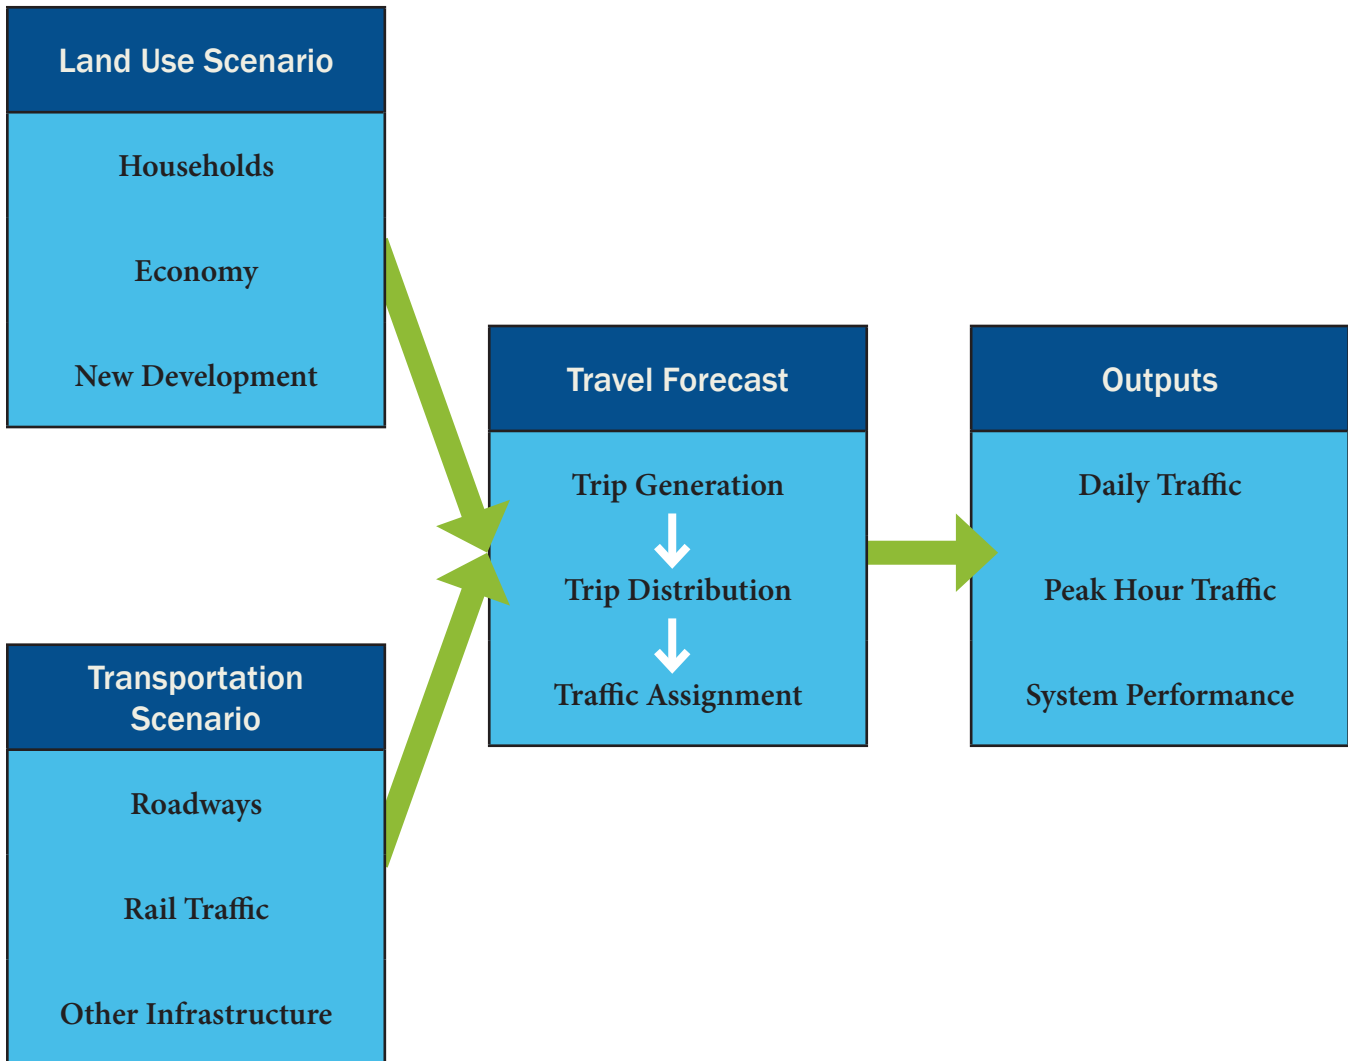 Land Use Scenario
Households
Economy
New Development
Transportation
Scenario
Roadways
Rail Traffic
Other Infrastructure
Travel Forecast
Trip Generation
Trip Distribution
Traffic Assignment
Outputs
Daily Traffic
Peak Hour Traffic
System Performance